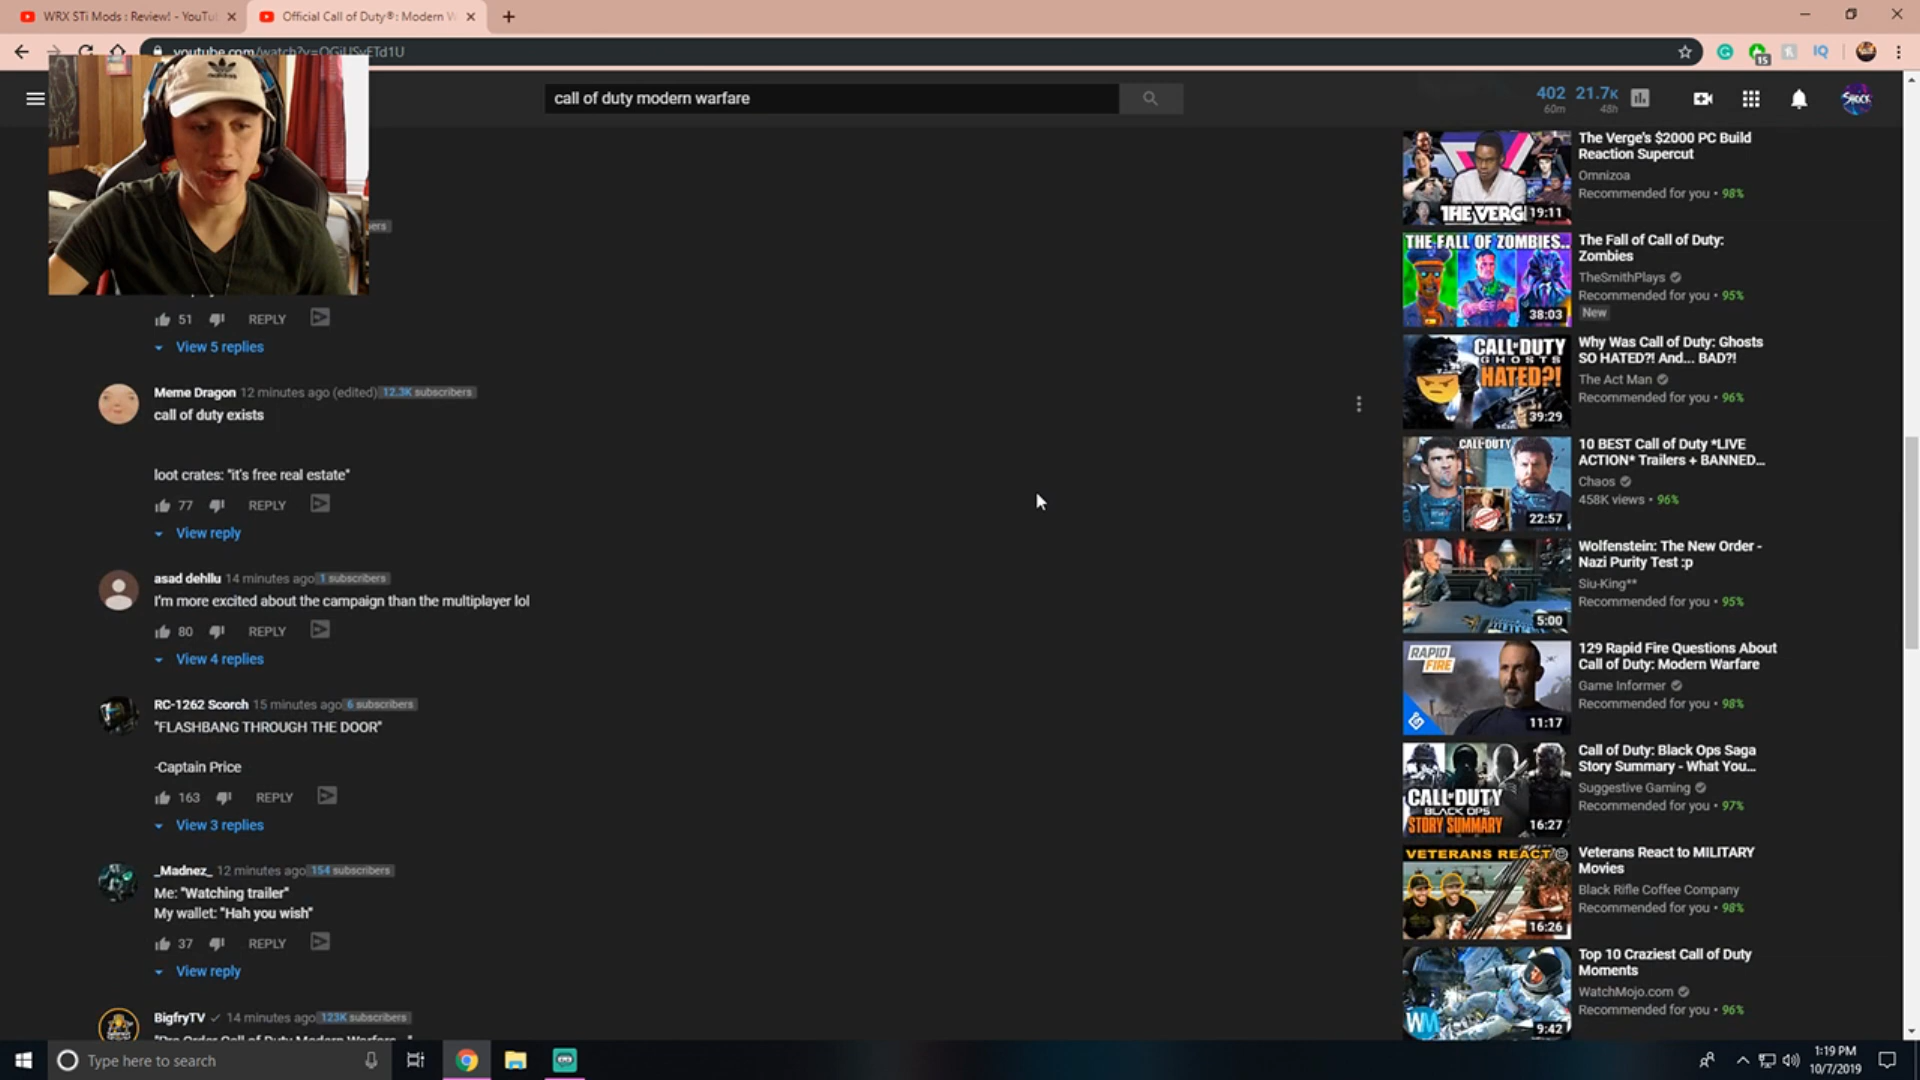 WRX STi Mods : Review! - YouTu
Official Call of Duty®: Modern W
youtube.com/watch?v=
call of duty modern warfare
402 21.7K
60m 48h
15
SHOCK
51 REPLY
View 5 replies
Meme Dragon 12 minutes ago (edited) 12.3K subscribers
call of duty exists
loot crates: "it's free real estate"
77 REPLY
View reply
asad dehllu 14 minutes ago 1 subscribers
I'm more excited about the campaign than the multiplayer lol
80 REPLY
View 4 replies
RC-1262 Scorch 15 minutes ago 6 subscribers
"FLASHBANG THROUGH THE DOOR"
-Captain Price
163 REPLY
View 3 replies
_Madnez_ 12 minutes ago 154 subscribers
Me: "Watching trailer"
My wallet: "Hah you wish"
37 REPLY
View reply
BigfryTV 14 minutes ago 123K subscribers
"Pre Order Call of Duty Modern Warfare
THE VERG 19:11
The Verge's $2000 PC Build
Reaction Supercut
Omnizoa
Recommended for you • 98%
THE FALL OF ZOMBIES..
38:03
The Fall of Call of Duty:
Zombies
TheSmithPlays
Recommended for you • 95%
New
CALL OF DUTY
GHOSTS
HATED?!
39:29
Why Was Call of Duty: Ghosts
SO HATED?! And... BAD?!
The Act Man
Recommended for you • 96%
CALL OF DUTY
22:57
10 BEST Call of Duty *LIVE
ACTION* Trailers + BANNED...
Chaos
458K views • 96%
5:00
Wolfenstein: The New Order -
Nazi Purity Test :p
Siu-King**
Recommended for you • 95%
RAPID
FIRE
11:17
129 Rapid Fire Questions About
Call of Duty: Modern Warfare
Game Informer
Recommended for you • 98%
CALL OF DUTY
BLACK OPS
STORY SUMMARY 16:27
Call of Duty: Black Ops Saga
Story Summary - What You...
Suggestive Gaming
Recommended for you • 97%
VETERANS REACT
16:26
Veterans React to MILITARY
Movies
Black Rifle Coffee Company
Recommended for you • 98%
WM 9:42
Top 10 Craziest Call of Duty
Moments
WatchMojo.com
Recommended for you • 96%
Type here to search
1:19 PM
10/7/2019